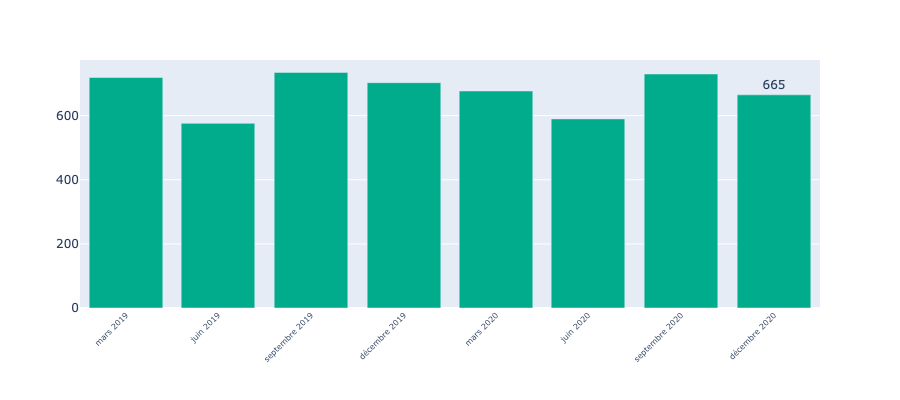 665
600
400
200
0
mars 2019
juin 2019
septembre 2019
décembre 2019
mars 2020
juin 2020
septembre 2020
décembre 2020